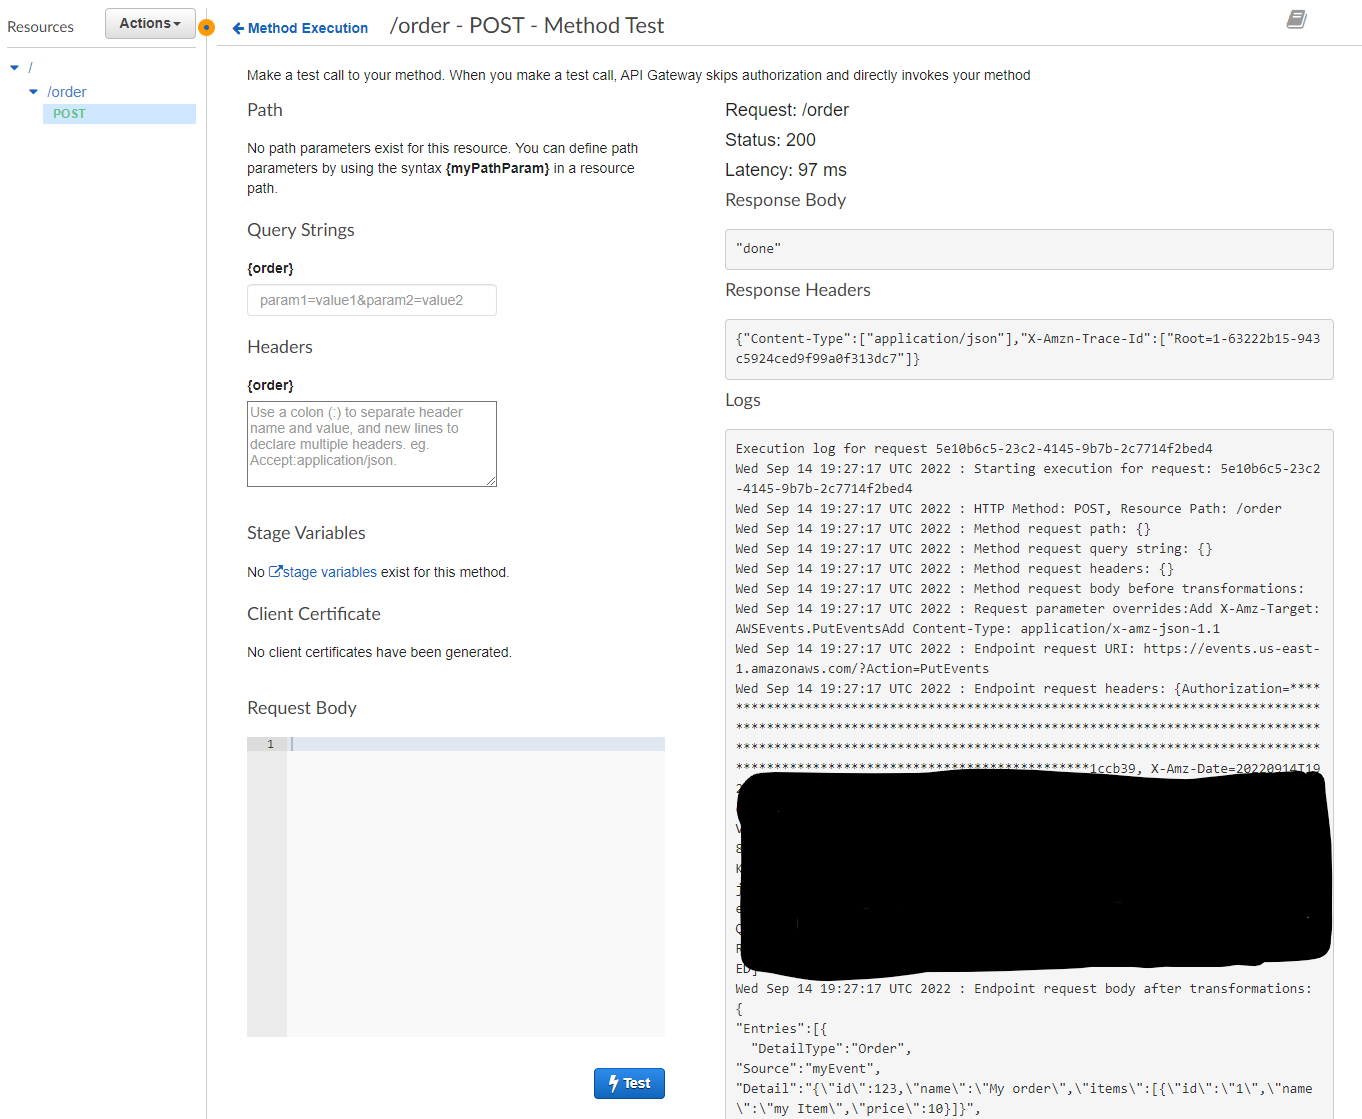 Resources
Actions
Method Execution
/order - POST - Method Test
/
/order
POST
Make a test call to your method. When you make a test call, API Gateway skips authorization and directly invokes your method
Path
No path parameters exist for this resource. You can define path
parameters by using the syntax {myPathParam} in a resource
path.
Query Strings
{order}
param1=value1&param2=value2
Headers
{order}
Use a colon (:) to separate header
name and value, and new lines to
declare multiple headers. eg.
Accept:application/json.
Stage Variables
No stage variables exist for this method.
Client Certificate
No client certificates have been generated.
Request Body
1
Test
Request: /order
Status: 200
Latency: 97 ms
Response Body
"done"
Response Headers
{"Content-Type":["application/json"],"X-Amzn-Trace-Id":["Root=1-63222b15-943
c5924ced9f99a0f313dc7"]}
Logs
Execution log for request 5e10b6c5-23c2-4145-9b7b-2c7714f2bed4
Wed Sep 14 19:27:17 UTC 2022 : Starting execution for request: 5e10b6c5-23c2
-4145-9b7b-2c7714f2bed4
Wed Sep 14 19:27:17 UTC 2022 : HTTP Method: POST, Resource Path: /order
Wed Sep 14 19:27:17 UTC 2022 : Method request path: {}
Wed Sep 14 19:27:17 UTC 2022 : Method request query string: {}
Wed Sep 14 19:27:17 UTC 2022 : Method request headers: {}
Wed Sep 14 19:27:17 UTC 2022 : Method request body before transformations:
Wed Sep 14 19:27:17 UTC 2022 : Request parameter overrides:Add X-Amz-Target:
AWSEvents.PutEventsAdd Content-Type: application/x-amz-json-1.1
Wed Sep 14 19:27:17 UTC 2022 : Endpoint request URI: https://events.us-east-
1.amazonaws.com/?Action=PutEvents
Wed Sep 14 19:27:17 UTC 2022 : Endpoint request headers: {Authorization=****
****************************************************************************
****************************************************************************
****************************************************************************
**********************************************1ccb39, X-Amz-Date=20220914T19
ED]
Wed Sep 14 19:27:17 UTC 2022 : Endpoint request body after transformations:
{
"Entries":[{
"DetailType":"Order",
"Source":"myEvent",
"Detail":"{\"id\":123,\"name\":\"My order\",\"items\":[{\"id\":\"1\",\"name
\":\"my Item\",\"price\":10}]}",